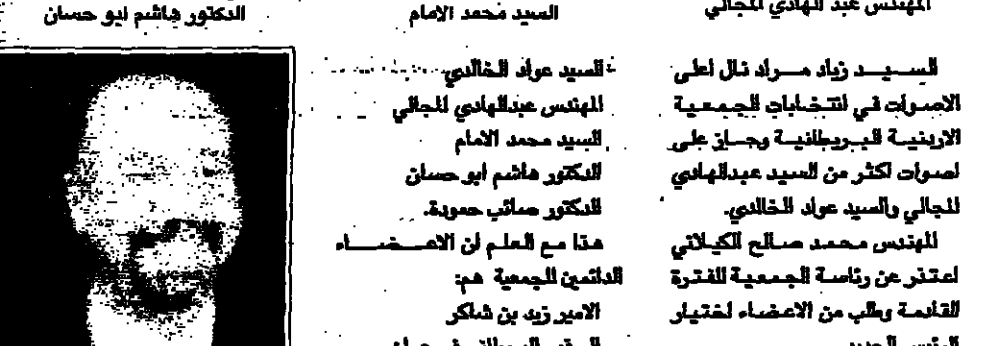 المهندس عبد الهادي المجالي
السيد محمد الامام
الدكتور هاشم ابو حسان
السيد زياد مراد نال اعلى
الاصوات في انتخابات الجمعية
الاردنية البريطانية وحاز على
اصوات اكثر من السيد عبدالهادي
المجالي والسيد عواد الخالدي.
المهندس محمد صالح الكيلاني
اعتذر عن رئاسة الجمعية للفترة
القادمة وطلب من الاعضاء اختيار
الرئيس الجديد
السيد عواد الخالدي
المهندس عبدالهادي المجالي
السيد محمد الامام
الدكتور هاشم ابو حسان
الدكتور صائب حمودة.
هذا مع العلم ان الاعضاء
الدائمين للجمعية هم:
الامير زيد بن شاكر